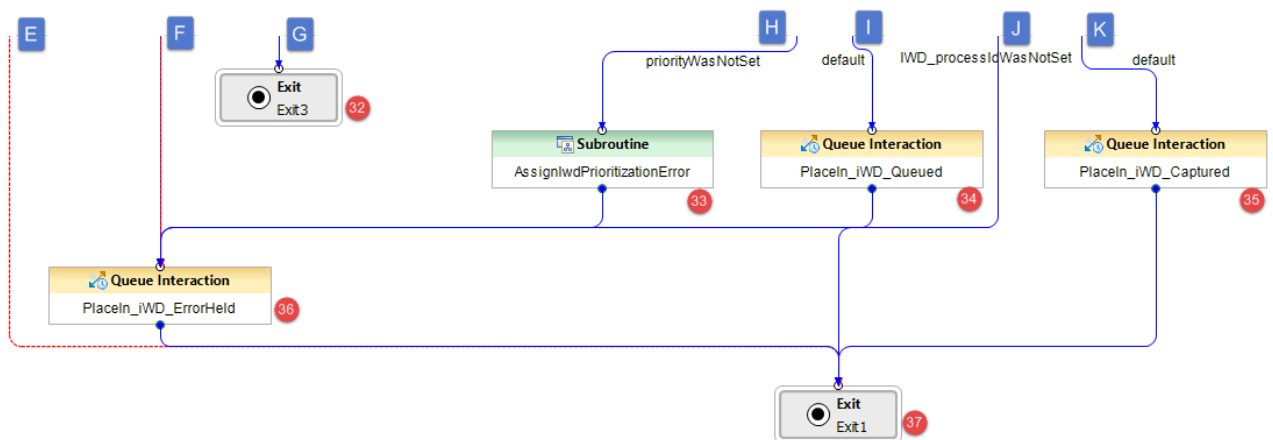 E
F
G
H
I
J
K
priorityWasNotSet
default
IWD_processIdWasNotSet
default
Exit
Exit3
32
Subroutine
AssignIwdPrioritizationError
33
Queue Interaction
PlaceIn_iWD_Queued
34
Queue Interaction
PlaceIn_iWD_Captured
35
Queue Interaction
PlaceIn_iWD_ErrorHeld
36
Exit
Exit1
37